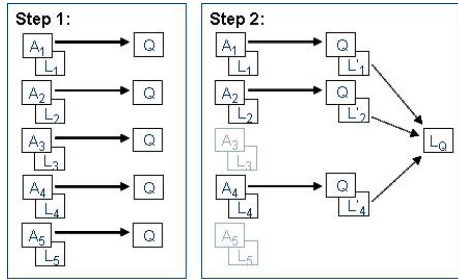 Step 1:
A1 Q
L1
A2 Q
L2
A3 Q
L3
A4 Q
L4
A5 Q
L5
Step 2:
A1 Q
L1 L'1
A2 Q
L2 L'2
A3
L3
LQ
A4 Q
L4 L'4
A5
L5